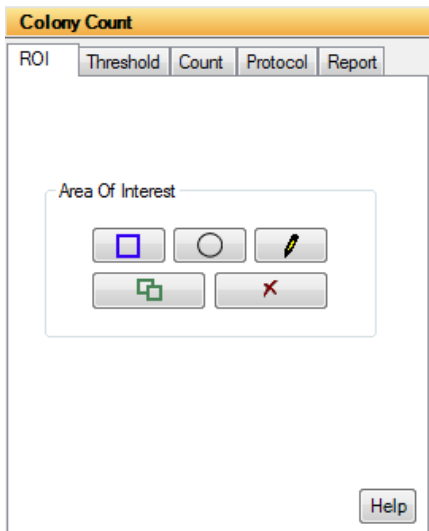 Colony Count
ROI Threshold Count Protocol Report
Area Of Interest
Help